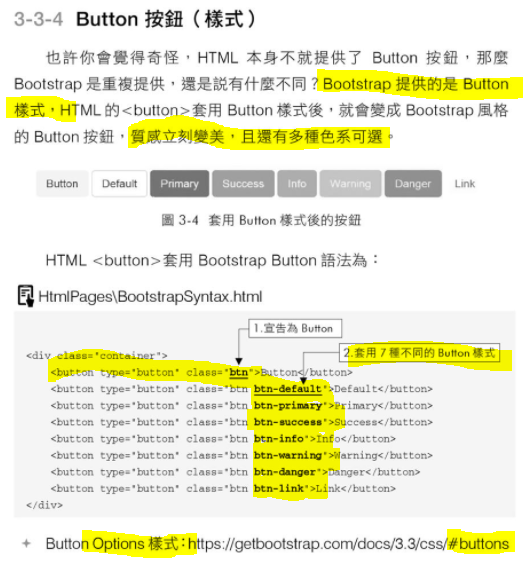 3-3-4 Button 按鈕（樣式）
也許你會覺得奇怪，HTML 本身不就提供了 Button 按鈕，那麼
Bootstrap 是重複提供，還是說有什麼不同？Bootstrap 提供的是 Button
樣式，HTML 的<button>套用 Button 樣式後，就會變成 Bootstrap 風格
的 Button 按鈕，質感立刻變美，且還有多種色系可選。
Button Default Primary Success Info Warning Danger Link
圖 3-4 套用 Button 樣式後的按鈕
HTML <button>套用 Bootstrap Button 語法為：
HtmlPages\BootstrapSyntax.html
1.宣告為 Button
2.套用 7 種不同的 Button 樣式
<div class="container">
<button type="button" class="btn">Button</button>
<button type="button" class="btn btn-default">Default</button>
<button type="button" class="btn btn-primary">Primary</button>
<button type="button" class="btn btn-success">Success</button>
<button type="button" class="btn btn-info">Info</button>
<button type="button" class="btn btn-warning">Warning</button>
<button type="button" class="btn btn-danger">Danger</button>
<button type="button" class="btn btn-link">Link</button>
</div>
Button Options 樣式：https://getbootstrap.com/docs/3.3/css/#buttons